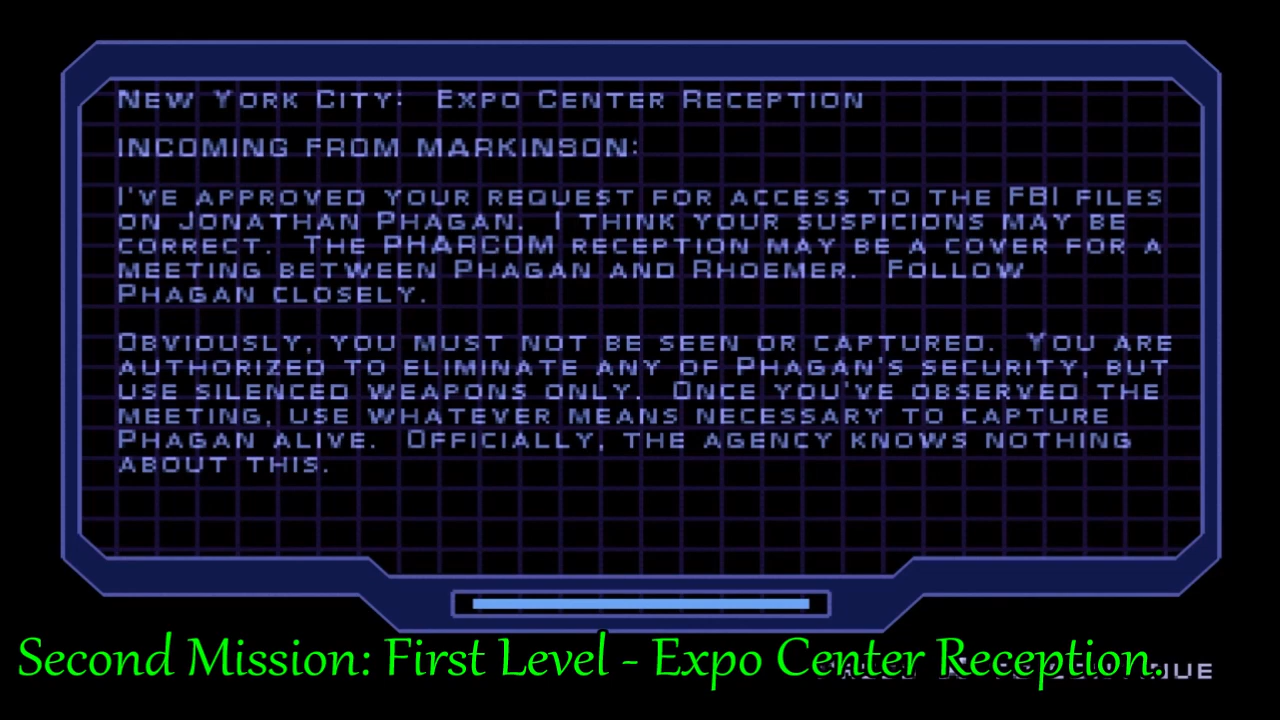 New York City:  Expo Center Reception
INCOMING FROM MARKINSON:
I'VE APPROVED YOUR REQUEST FOR ACCESS TO THE FBI FILES
ON JONATHAN PHAGAN.  I THINK YOUR SUSPICIONS MAY BE
CORRECT.  THE PHARCOM RECEPTION MAY BE A COVER FOR A
MEETING BETWEEN PHAGAN AND RHOEMER.  FOLLOW
PHAGAN CLOSELY.
OBVIOUSLY, YOU MUST NOT BE SEEN OR CAPTURED.  YOU ARE
AUTHORIZED TO ELIMINATE ANY OF PHAGAN'S SECURITY, BUT
USE SILENCED WEAPONS ONLY.  ONCE YOU'VE OBSERVED THE
MEETING, USE WHATEVER MEANS NECESSARY TO CAPTURE
PHAGAN ALIVE.  OFFICIALLY, THE AGENCY KNOWS NOTHING
ABOUT THIS.
Second Mission: First Level - Expo Center Reception.